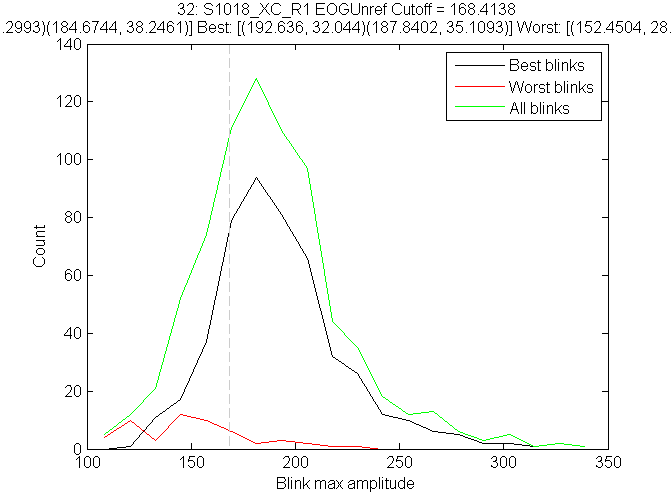 32: S1018_XC_R1 EOGUnref Cutoff = 168.4138
.2993)(184.6744, 38.2461)] Best: [(192.636, 32.044)(187.8402, 35.1093)] Worst: [(152.4504, 28.
140
120
100
80
60
40
20
0
Count
Best blinks
Worst blinks
All blinks
100 150 200 250 300 350
Blink max amplitude